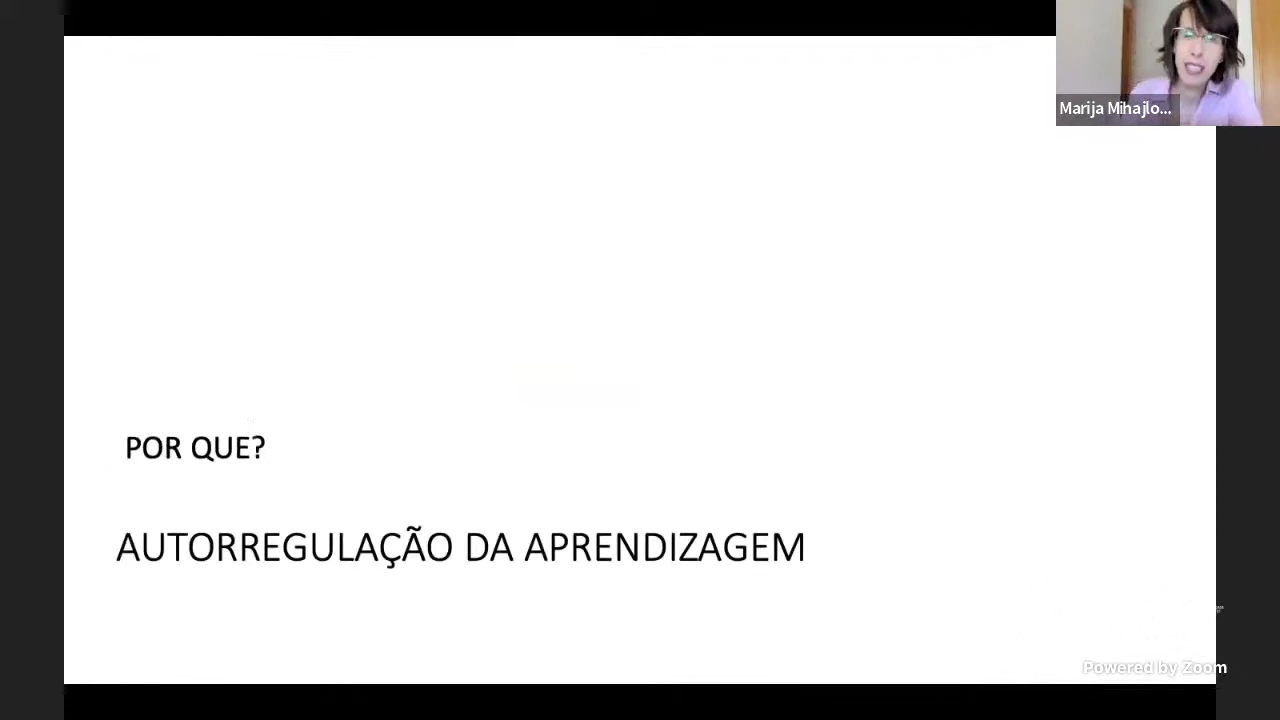 Marija Mihajlo...
POR QUE?
AUTORREGULAÇÃO DA APRENDIZAGEM
Powered by Zoom